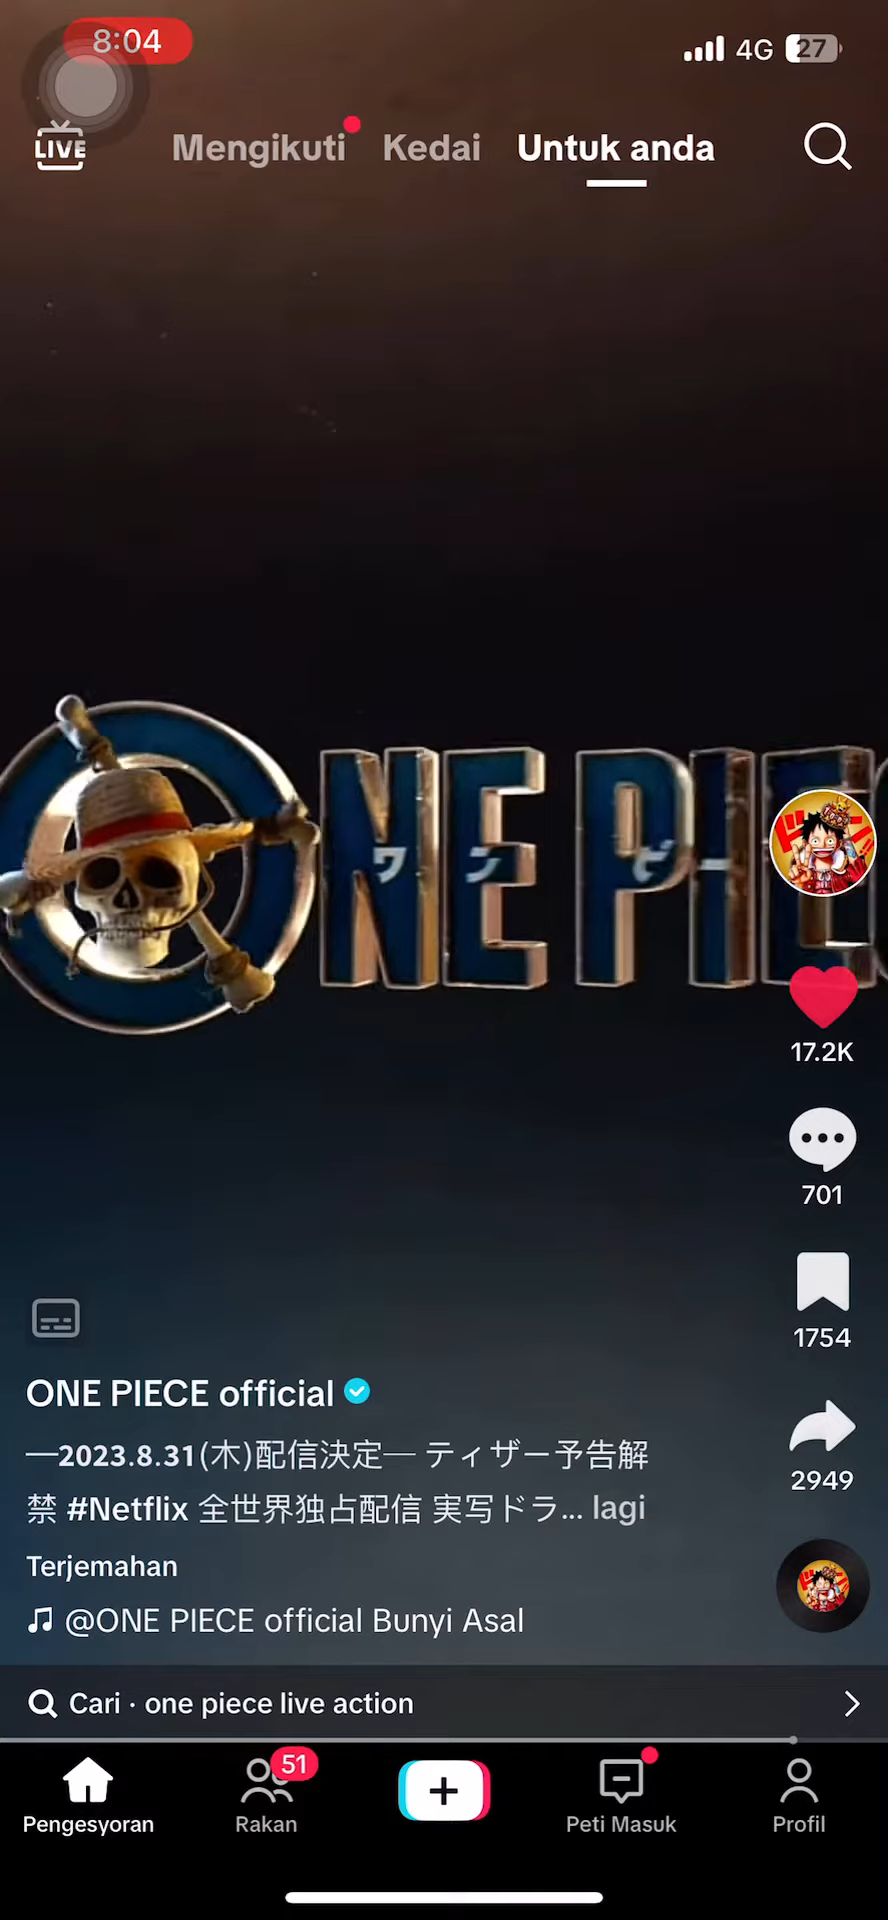 8:04
4G
27
LIVE
Mengikuti
Kedai
Untuk anda
ONE PIE
ワンピー
17.2K
701
1754
2949
ONE PIECE official
—2023.8.31(木)配信決定— ティザー予告解
禁 #Netflix 全世界独占配信 実写ドラ... lagi
Terjemahan
@ONE PIECE official Bunyi Asal
Cari · one piece live action
Pengesyoran
51
Rakan
Peti Masuk
Profil